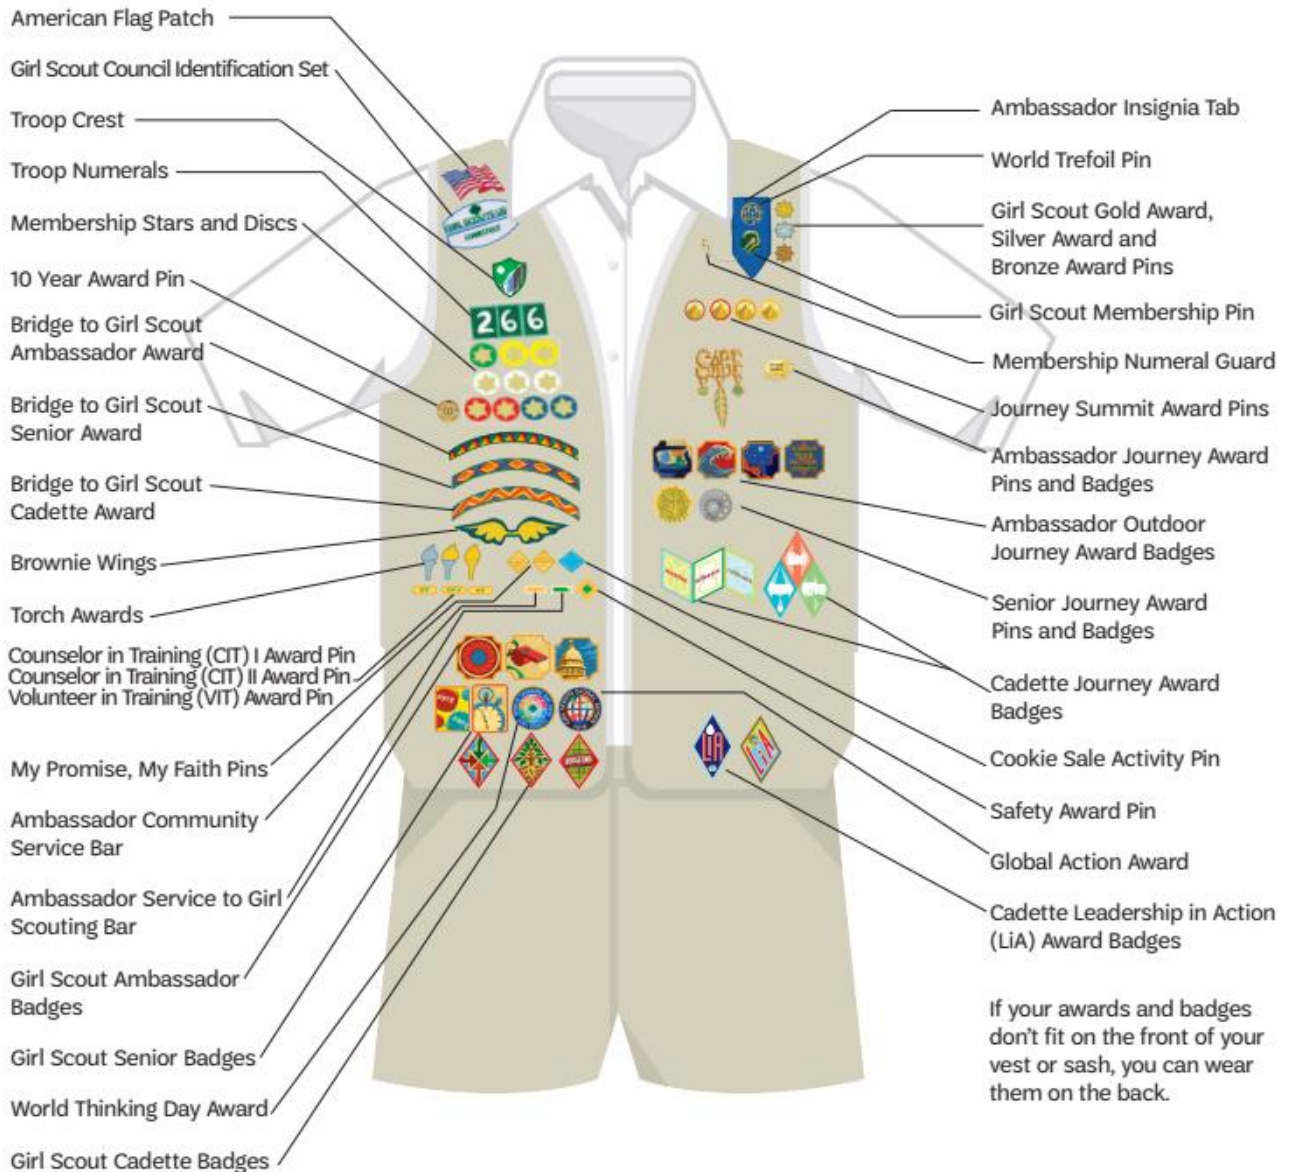 American Flag Patch
Girl Scout Council Identification Set
Troop Crest
Troop Numerals
Membership Stars and Discs
10 Year Award Pin
Bridge to Girl Scout
Ambassador Award
Bridge to Girl Scout
Senior Award
Bridge to Girl Scout
Cadette Award
Brownie Wings
Torch Awards
Counselor in Training (CIT) I Award Pin
Counselor in Training (CIT) II Award Pin
Volunteer in Training (VIT) Award Pin
My Promise, My Faith Pins
Ambassador Community
Service Bar
Ambassador Service to Girl
Scouting Bar
Girl Scout Ambassador
Badges
Girl Scout Senior Badges
World Thinking Day Award
Girl Scout Cadette Badges
266
10
LiA
LiA
Ambassador Insignia Tab
World Trefoil Pin
Girl Scout Gold Award,
Silver Award and
Bronze Award Pins
Girl Scout Membership Pin
Membership Numeral Guard
Journey Summit Award Pins
Ambassador Journey Award
Pins and Badges
Ambassador Outdoor
Journey Award Badges
Senior Journey Award
Pins and Badges
Cadette Journey Award
Badges
Cookie Sale Activity Pin
Safety Award Pin
Global Action Award
Cadette Leadership in Action
(LiA) Award Badges
If your awards and badges
don't fit on the front of your
vest or sash, you can wear
them on the back.